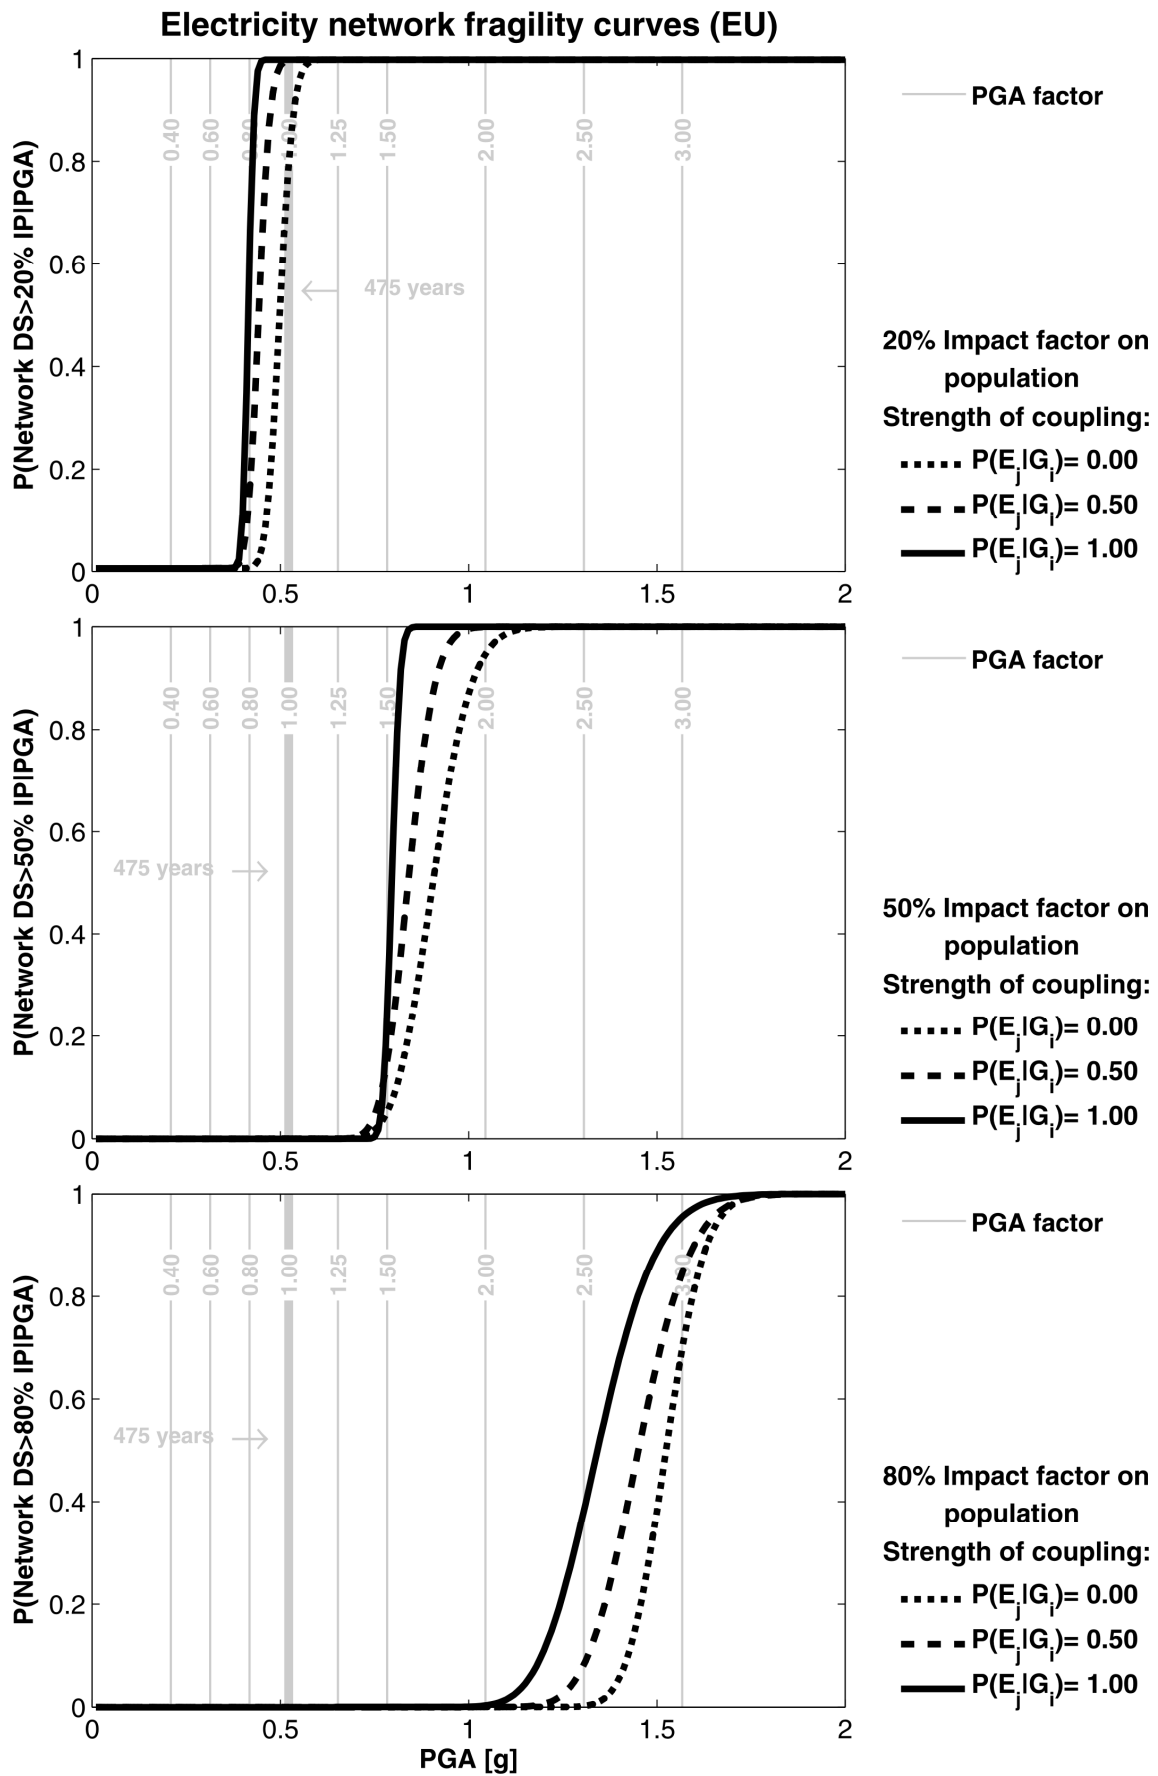 Electricity network fragility curves (EU)
P(Network DS>20% IP|PGA)
1
0.8
0.6
0.4
0.2
0
0.40
0.60
0.80
1.00
1.25
1.50
2.00
2.50
3.00
475 years
0
0.5
1
1.5
2
PGA factor
20% Impact factor on
population
Strength of coupling:
P(Ej|Gi)= 0.00
P(Ej|Gi)= 0.50
P(Ej|Gi)= 1.00
P(Network DS>50% IP|PGA)
1
0.8
0.6
0.4
0.2
0
0.40
0.60
0.80
1.00
1.25
1.50
2.00
2.50
3.00
475 years
0
0.5
1
1.5
2
PGA factor
50% Impact factor on
population
Strength of coupling:
P(Ej|Gi)= 0.00
P(Ej|Gi)= 0.50
P(Ej|Gi)= 1.00
P(Network DS>80% IP|PGA)
1
0.8
0.6
0.4
0.2
0
0.40
0.60
0.80
1.00
1.25
1.50
2.00
2.50
3.00
475 years
0
0.5
1
1.5
2
PGA [g]
PGA factor
80% Impact factor on
population
Strength of coupling:
P(Ej|Gi)= 0.00
P(Ej|Gi)= 0.50
P(Ej|Gi)= 1.00